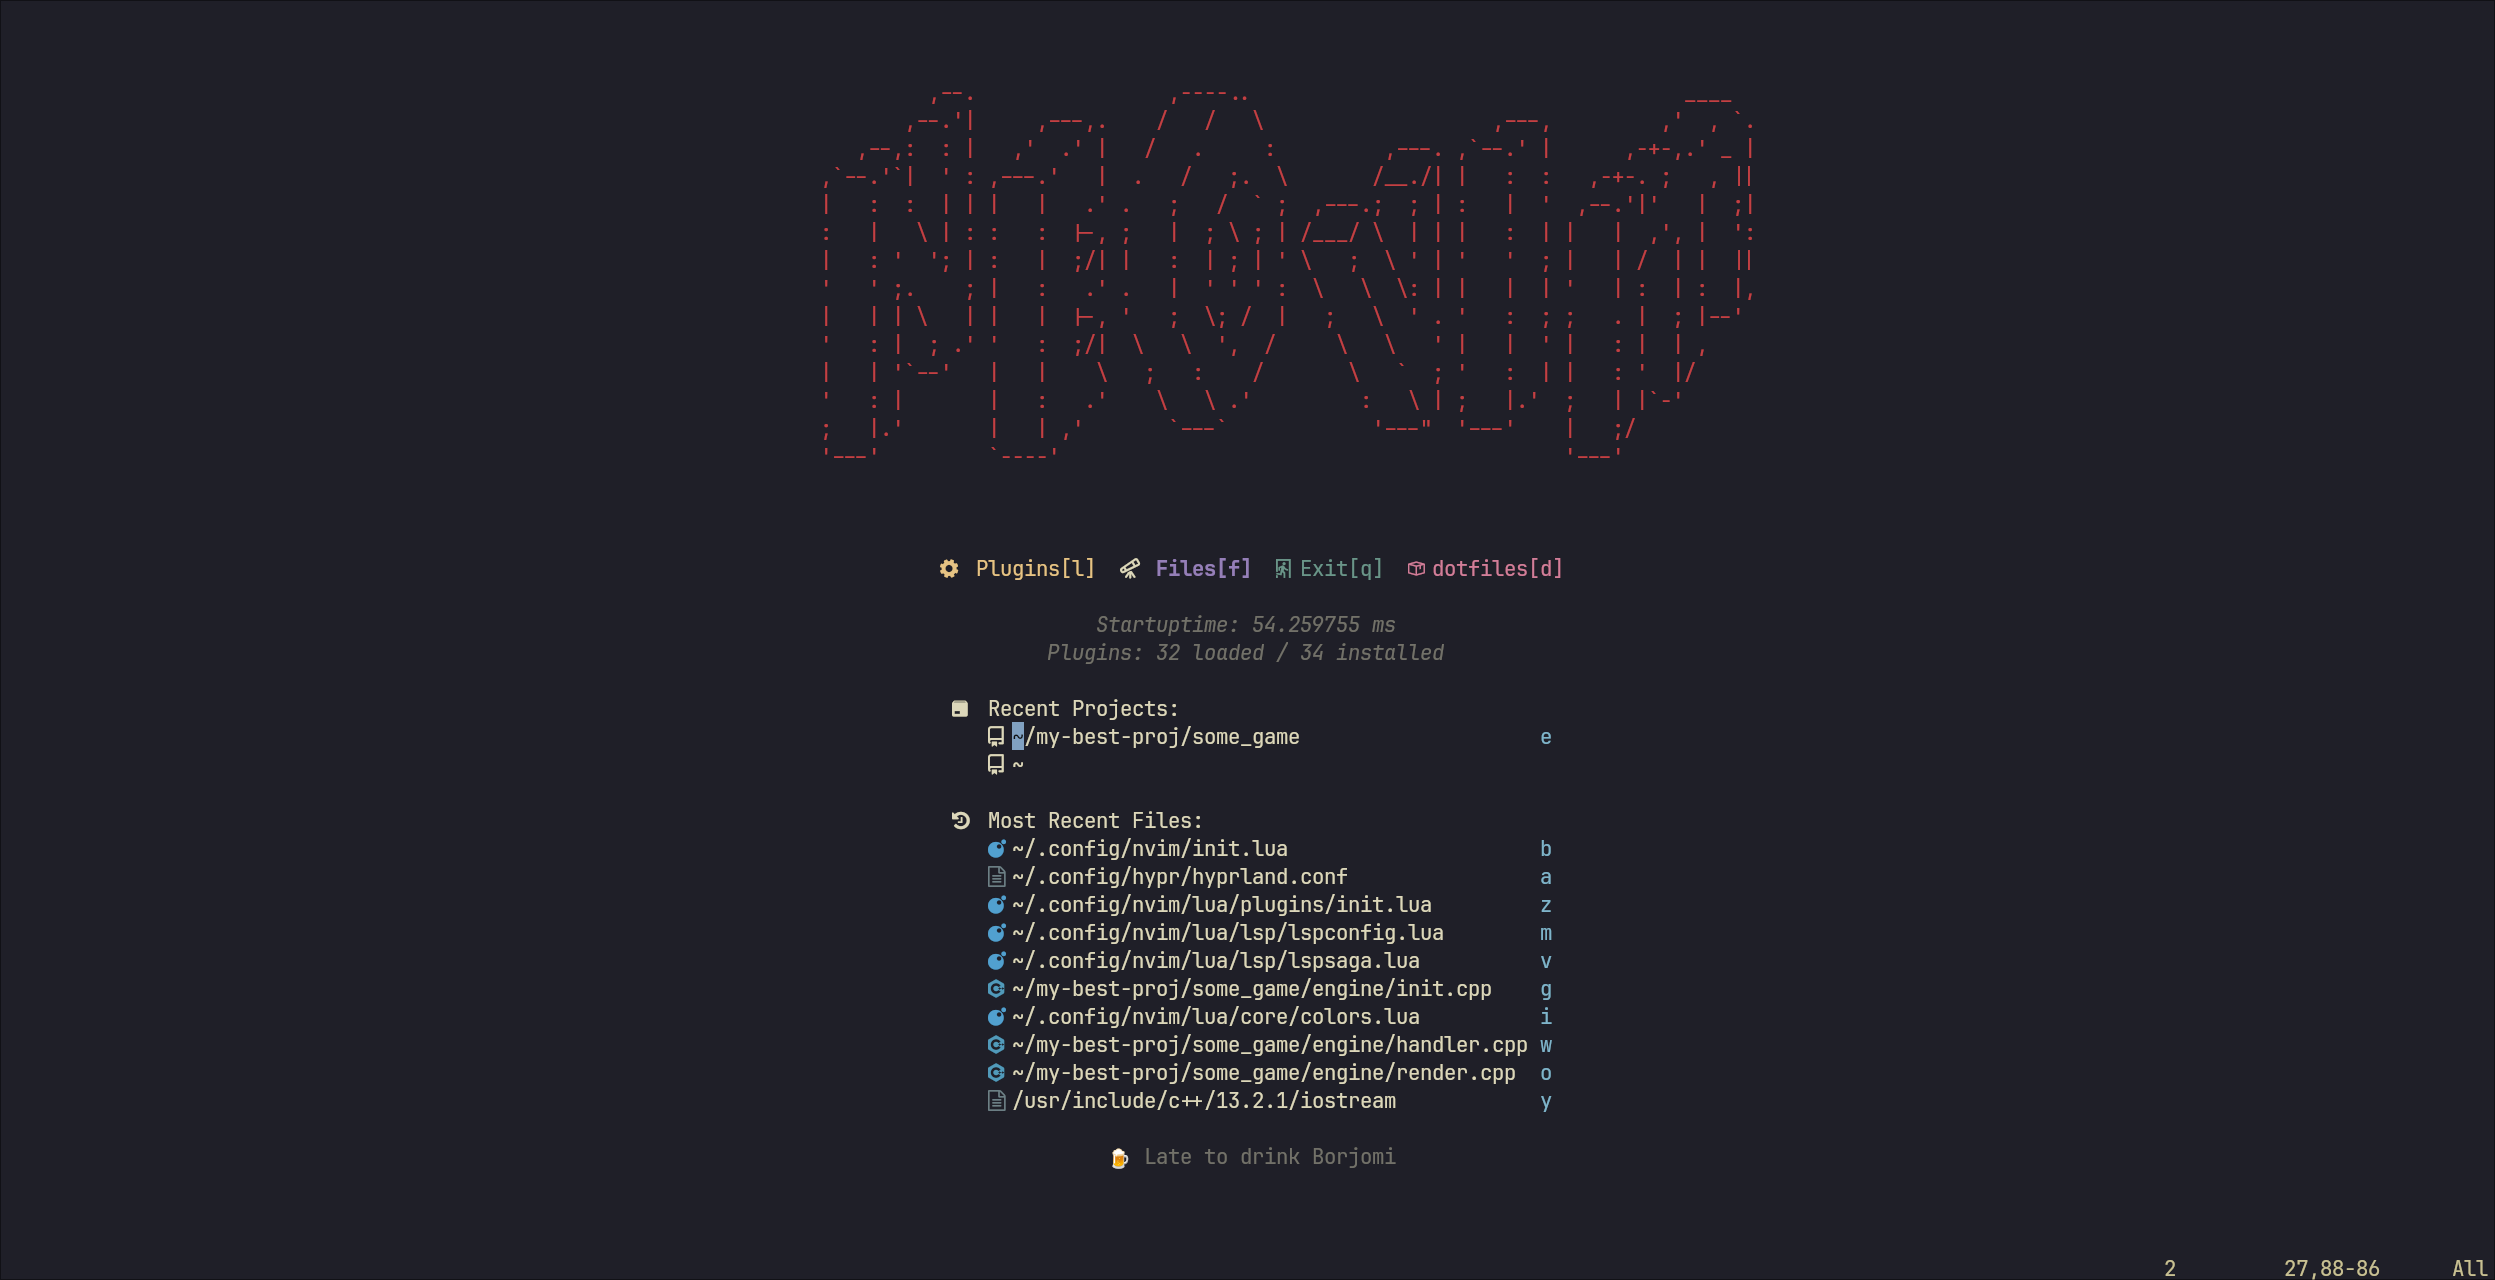 NEOVIM
Plugins[l] Files[f] Exit[q] dotfiles[d]
Startuptime: 54.259755 ms
Plugins: 32 loaded / 34 installed
Recent Projects:
~/my-best-proj/some_game e
~
Most Recent Files:
~/.config/nvim/init.lua b
~/.config/hypr/hyprland.conf a
~/.config/nvim/lua/plugins/init.lua z
~/.config/nvim/lua/lsp/lspconfig.lua m
~/.config/nvim/lua/lsp/lspsaga.lua v
~/my-best-proj/some_game/engine/init.cpp g
~/.config/nvim/lua/core/colors.lua i
~/my-best-proj/some_game/engine/handler.cpp w
~/my-best-proj/some_game/engine/render.cpp o
/usr/include/c++/13.2.1/iostream y
Late to drink Borjomi
2 27,88-86 All